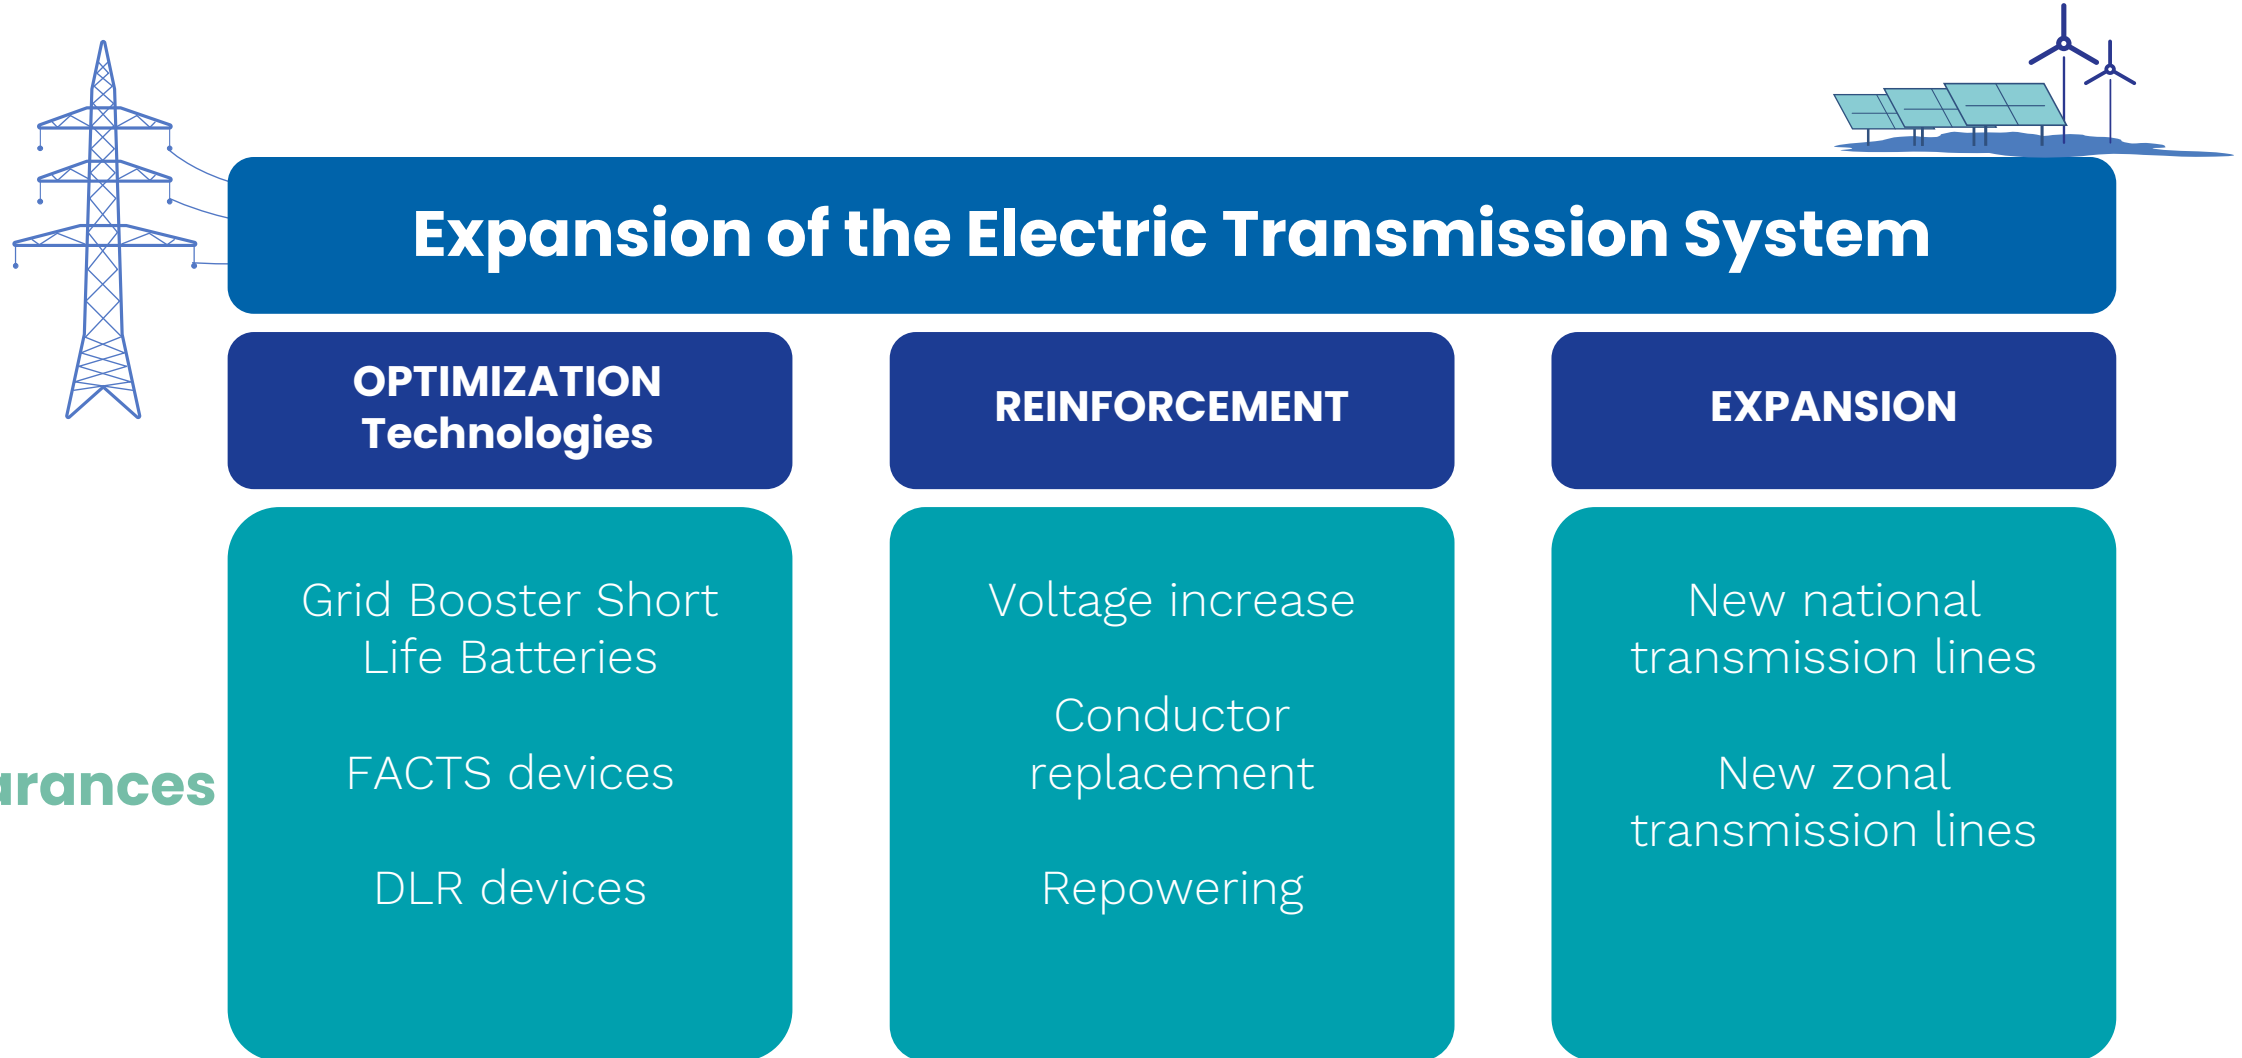 Expansion of the Electric Transmission System
OPTIMIZATION
Technologies
REINFORCEMENT
EXPANSION
Grid Booster Short
Life Batteries
FACTS devices
DLR devices
Voltage increase
Conductor
replacement
Repowering
New national
transmission lines
New zonal
transmission lines